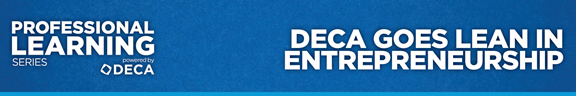 PROFESSIONAL
LEARNING
SERIES
powered by
DECA
DECA GOES LEAN IN
ENTREPRENEURSHIP